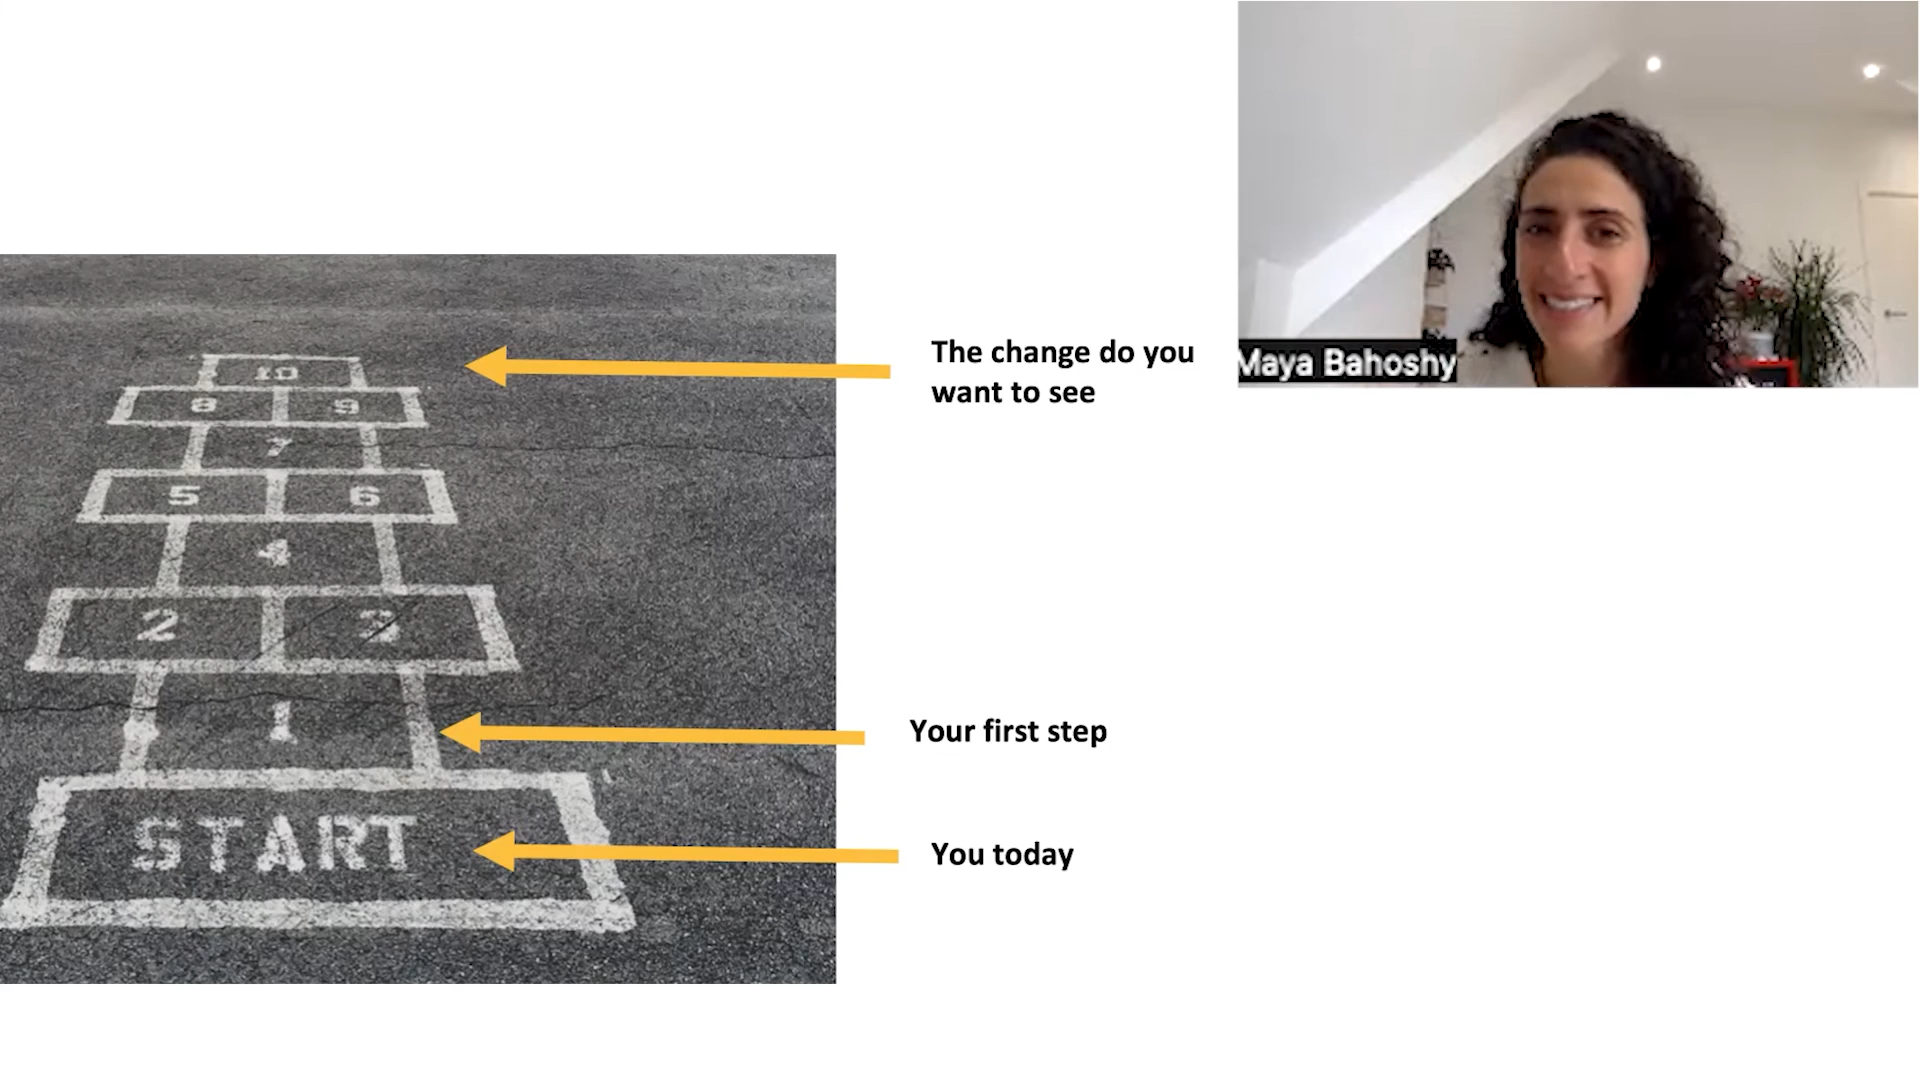 The change do you
want to see
Maya Bahoshy
10
8 9
7
5 6
4
2 3
1
Your first step
START
You today